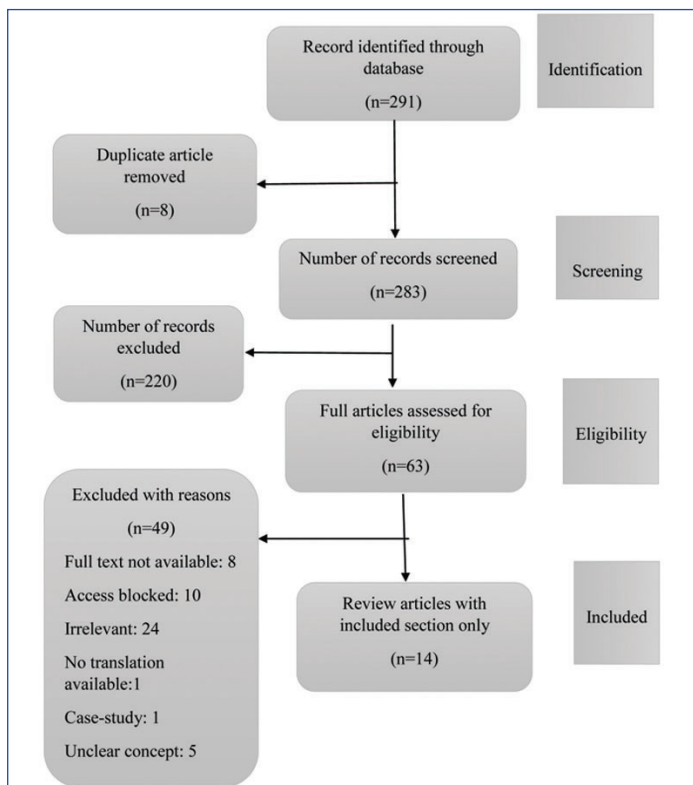 Record identified through
database
(n=291)
Identification
Duplicate article
removed
(n=8)
Number of records screened
(n=283)
Screening
Number of records
excluded
(n=220)
Full articles assessed for
eligibility
(n=63)
Eligibility
Excluded with reasons
(n=49)
Full text not available: 8
Access blocked: 10
Irrelevant: 24
No translation
available:1
Case-study: 1
Unclear concept: 5
Review articles with
included section only
(n=14)
Included